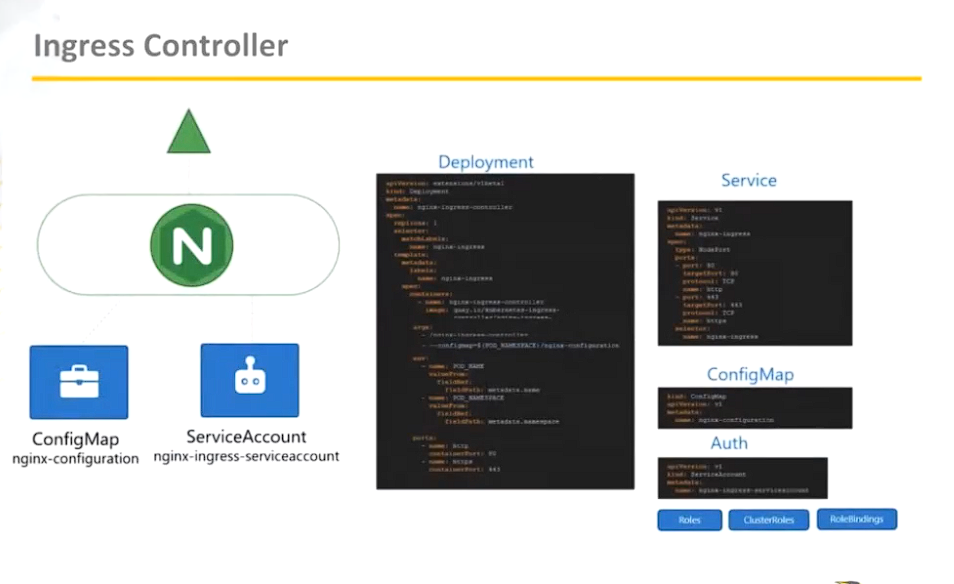 Ingress Controller
N
ConfigMap
nginx-configuration
ServiceAccount
nginx-ingress-serviceaccount
Deployment
apiVersion: extensions/v1beta1
kind: Deployment
metadata:
name: nginx-ingress-controller
spec:
replicas: 1
selector:
matchLabels:
name: nginx-ingress
template:
metadata:
labels:
name: nginx-ingress
spec:
containers:
- name: nginx-ingress-controller
image: quay.io/kubernetes-ingress-
args:
- /nginx-ingress-controller
- --configmap=$(POD_NAMESPACE)/nginx-configuration
env:
- name: POD_NAME
valueFrom:
fieldRef:
fieldPath: metadata.name
- name: POD_NAMESPACE
valueFrom:
fieldRef:
fieldPath: metadata.namespace
ports:
- name: http
containerPort: 80
- name: https
containerPort: 443
Service
apiVersion: v1
kind: Service
metadata:
name: nginx-ingress
spec:
type: NodePort
ports:
- port: 80
targetPort: 80
protocol: TCP
name: http
- port: 443
targetPort: 443
protocol: TCP
name: https
selector:
name: nginx-ingress
ConfigMap
kind: ConfigMap
apiVersion: v1
metadata:
name: nginx-configuration
Auth
apiVersion: v1
kind: ServiceAccount
metadata:
name: nginx-ingress-serviceaccount
Roles
ClusterRoles
RoleBindings